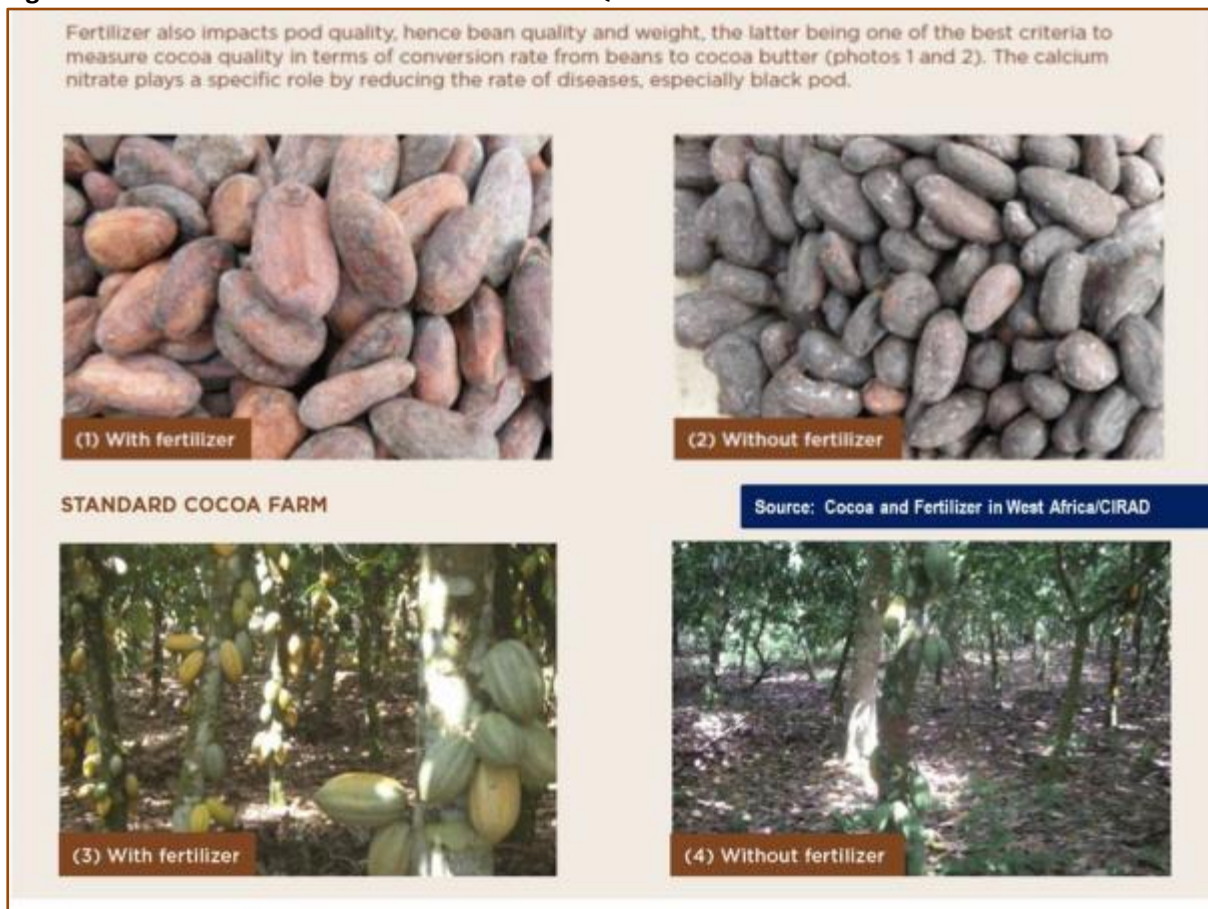 Fertilizer also impacts pod quality, hence bean quality and weight, the latter being one of the best criteria to
measure cocoa quality in terms of conversion rate from beans to cocoa butter (photos 1 and 2). The calcium
nitrate plays a specific role by reducing the rate of diseases, especially black pod.
(1) With fertilizer
(2) Without fertilizer
STANDARD COCOA FARM
Source: Cocoa and Fertilizer in West Africa/CIRAD
(3) With fertilizer
(4) Without fertilizer